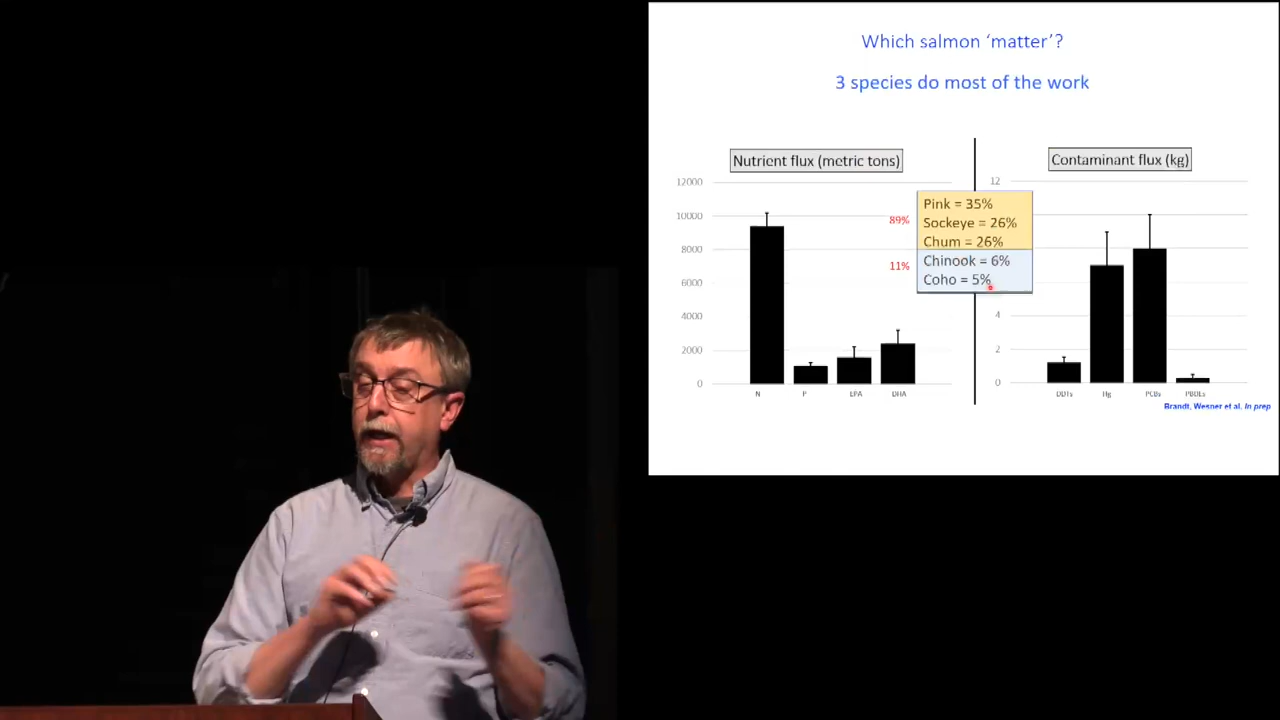 Which salmon ‘matter’?
3 species do most of the work
Nutrient flux (metric tons)
12000
10000
8000
6000
4000
2000
0
N
P
EPA
DHA
89%
11%
Pink = 35%
Sockeye = 26%
Chum = 26%
Chinook = 6%
Coho = 5%
Contaminant flux (kg)
12
4
2
0
DDTs
Hg
PCBs
PBDEs
Brandt, Wesner et al. In prep